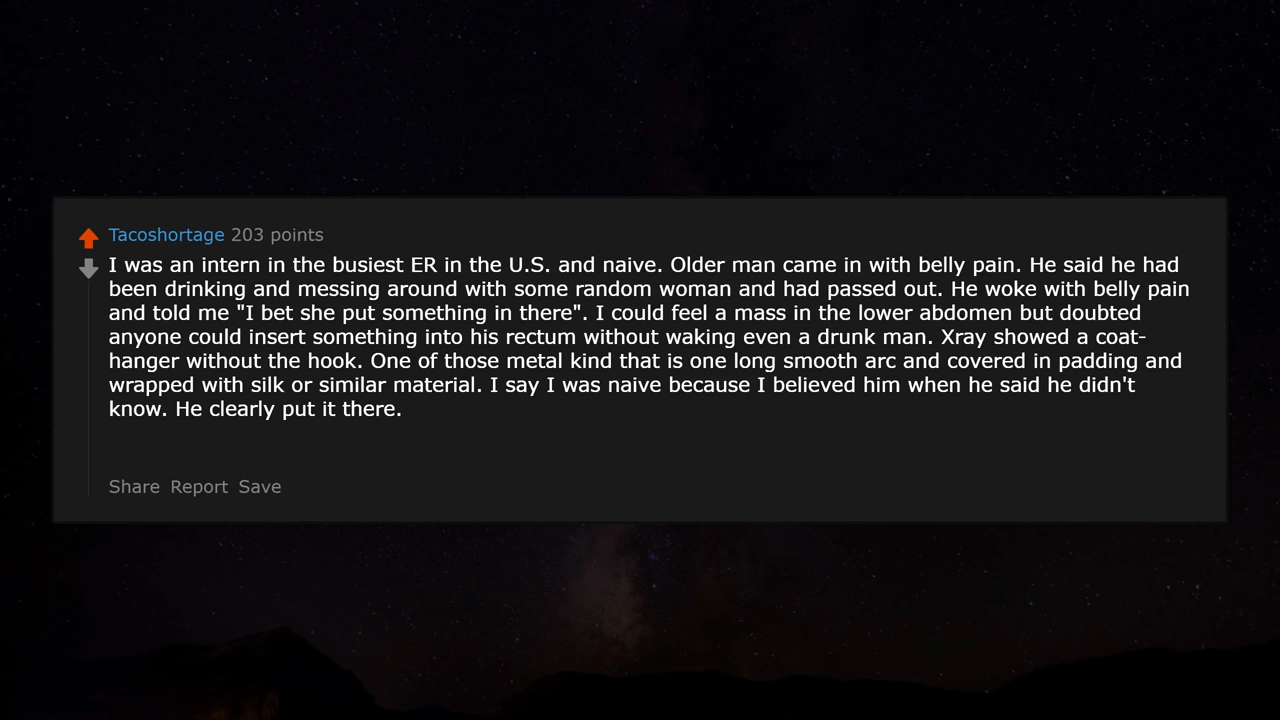 Tacoshortage 203 points
I was an intern in the busiest ER in the U.S. and naive. Older man came in with belly pain. He said he had
been drinking and messing around with some random woman and had passed out. He woke with belly pain
and told me "I bet she put something in there". I could feel a mass in the lower abdomen but doubted
anyone could insert something into his rectum without waking even a drunk man. Xray showed a coat-
hanger without the hook. One of those metal kind that is one long smooth arc and covered in padding and
wrapped with silk or similar material. I say I was naive because I believed him when he said he didn't
know. He clearly put it there.
Share Report Save